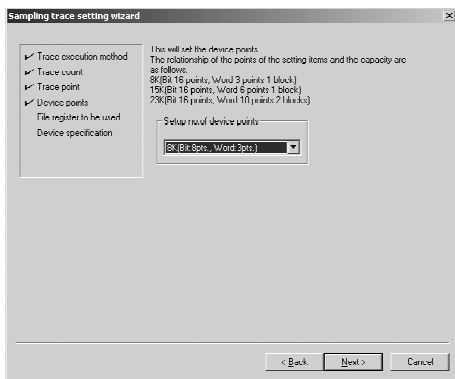 Sampling trace setting wizard
Trace execution method
Trace count
Trace point
Device points
File register to be used
Device specification
This will set the device points
The relationship of the points of the setting items and the capacity are
as follows.
8K(Bit 16 points, Word 3 points 1 block)
15K(Bit 16 points, Word 6 points 1 block)
23K(Bit 16 points, Word 10 points 2 blocks)
Setup no.of device points
8K(Bit:8pts., Word:3pts.)
< Back
Next >
Cancel